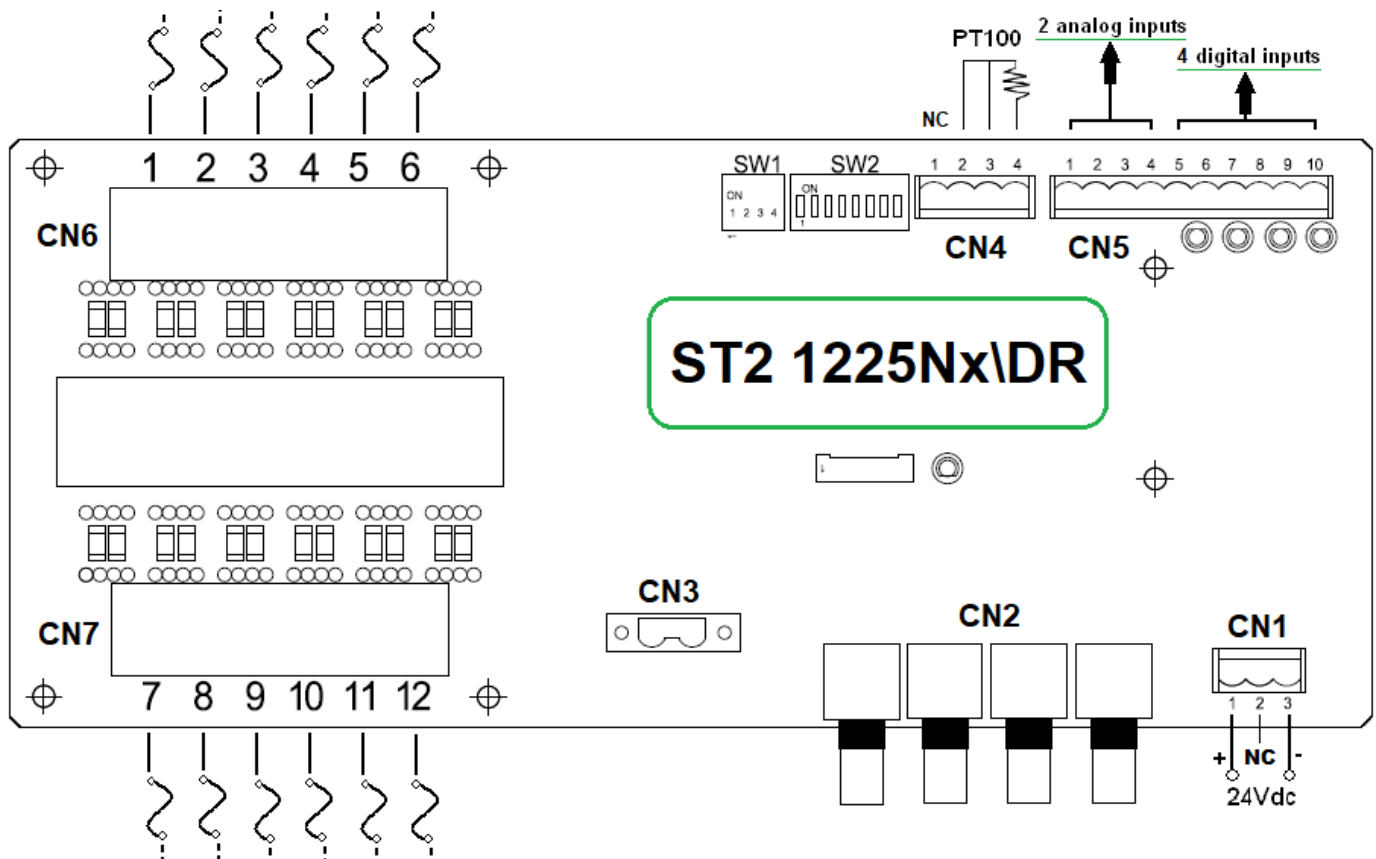 2 analog inputs
PT100
4 digital inputs
NC
1 2 3 4 5 6
SW1 SW2
1 2 3 4
1 2 3 4 5 6 7 8 9 10
ON
1 2 3 4
ON
1
CN6
CN4
CN5
ST2 1225Nx\DR
CN3
CN2
CN1
CN7
7 8 9 10 11 12
1 2 3
+ NC -
24Vdc